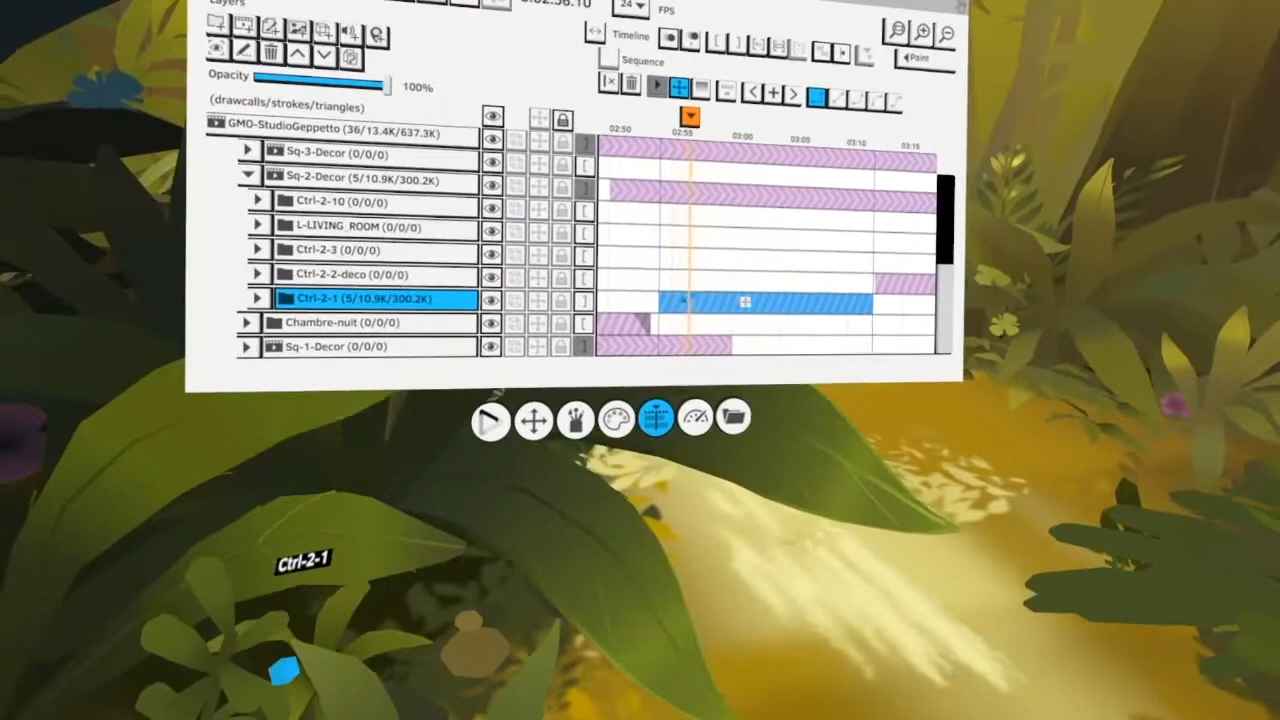 Layers
24
FPS
Timeline
Sequence
Paint
Opacity 100%
(drawcalls/strokes/triangles)
02:50 02:55 03:00 03:05 03:10 03:15
GMO-StudioGeppetto (36/13.4K/637.3K)
Sq-3-Decor (0/0/0)
Sq-2-Decor (5/10.9K/300.2K)
Ctrl-2-10 (0/0/0)
L-LIVING_ROOM (0/0/0)
Ctrl-2-3 (0/0/0)
Ctrl-2-2-deco (0/0/0)
Ctrl-2-1 (5/10.9K/300.2K)
Chambre-nuit (0/0/0)
Sq-1-Decor (0/0/0)
Ctrl-2-1